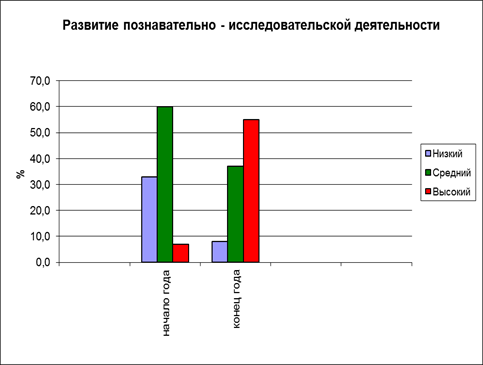 Развитие познавательно - исследовательской деятельности
70,0
60,0
50,0
40,0
30,0
20,0
10,0
0,0
%
начало года
конец года
Низкий
Средний
Высокий